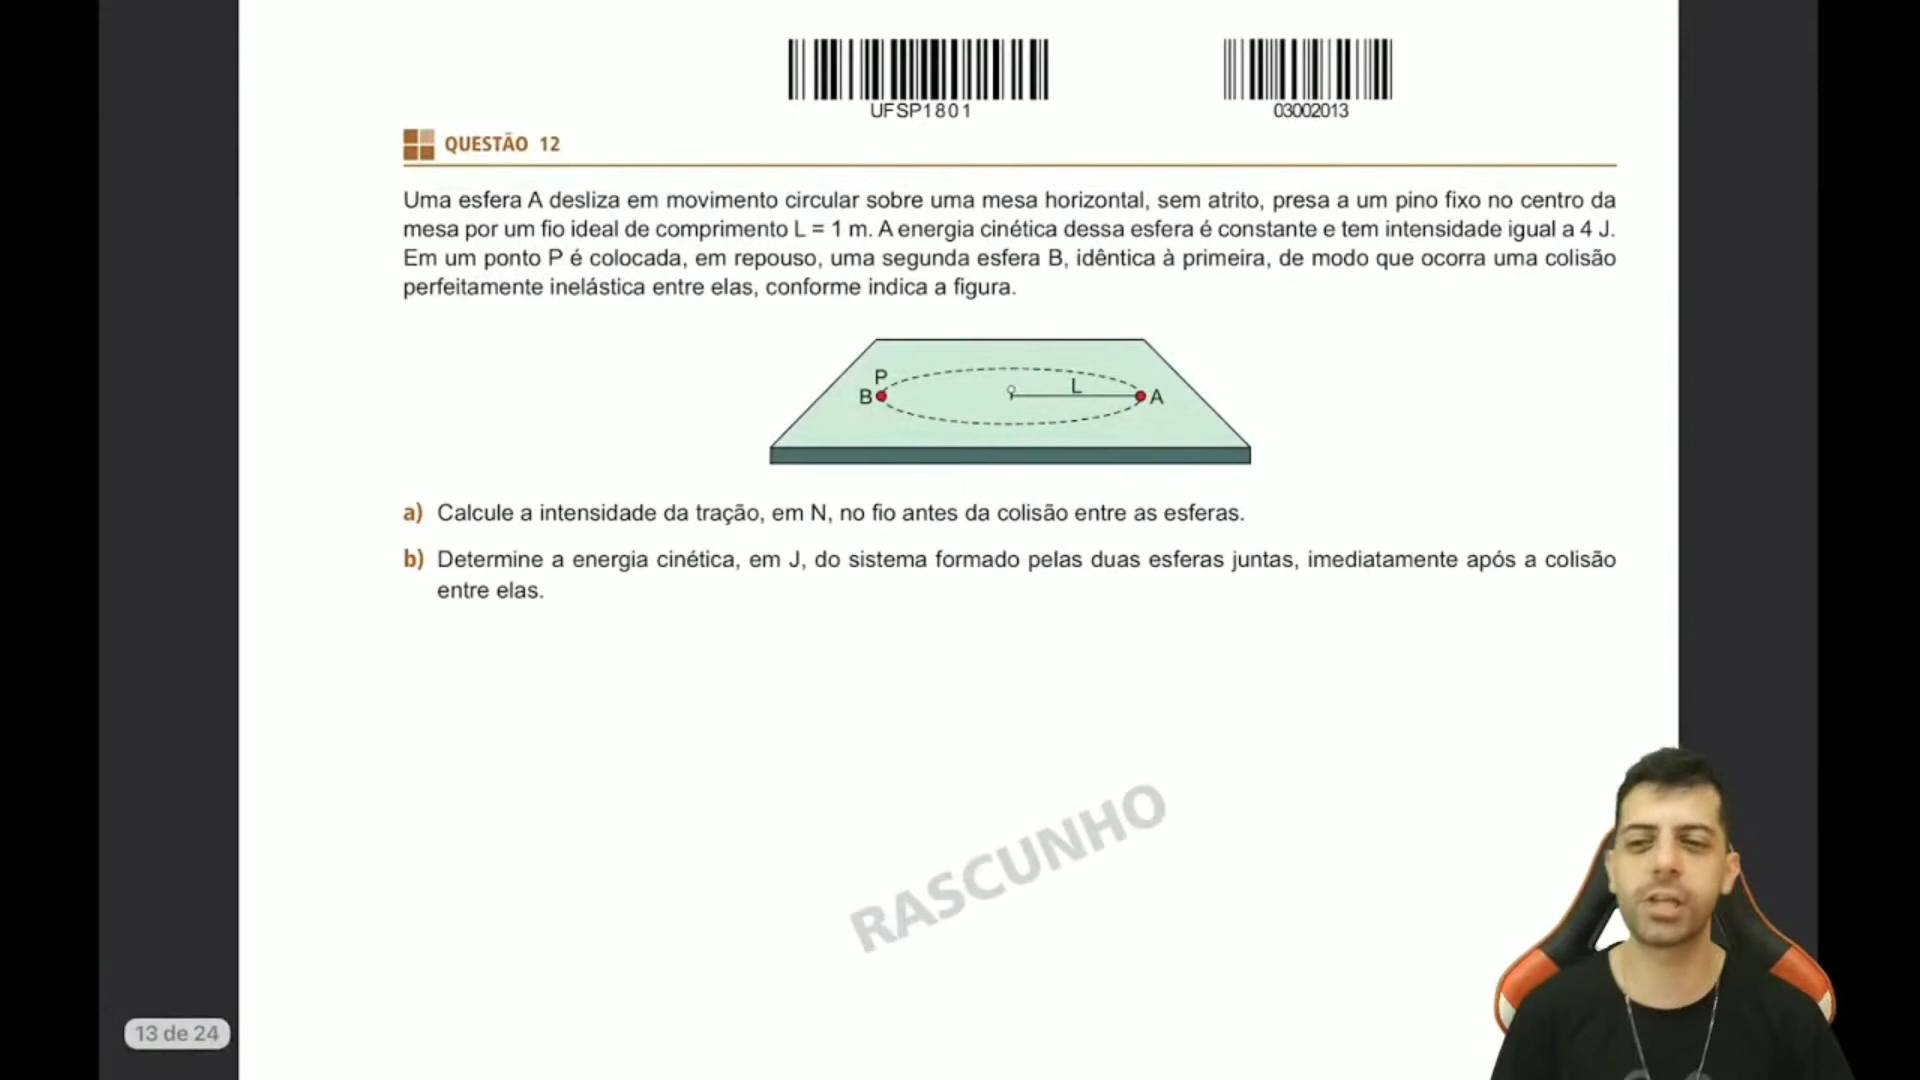 UFSP1801
03002013
QUESTÃO 12
Uma esfera A desliza em movimento circular sobre uma mesa horizontal, sem atrito, presa a um pino fixo no centro da
mesa por um fio ideal de comprimento L = 1 m. A energia cinética dessa esfera é constante e tem intensidade igual a 4 J.
Em um ponto P é colocada, em repouso, uma segunda esfera B, idêntica à primeira, de modo que ocorra uma colisão
perfeitamente inelástica entre elas, conforme indica a figura.
P
B
L
A
a) Calcule a intensidade da tração, em N, no fio antes da colisão entre as esferas.
b) Determine a energia cinética, em J, do sistema formado pelas duas esferas juntas, imediatamente após a colisão
entre elas.
RASCUNHO
13 de 24